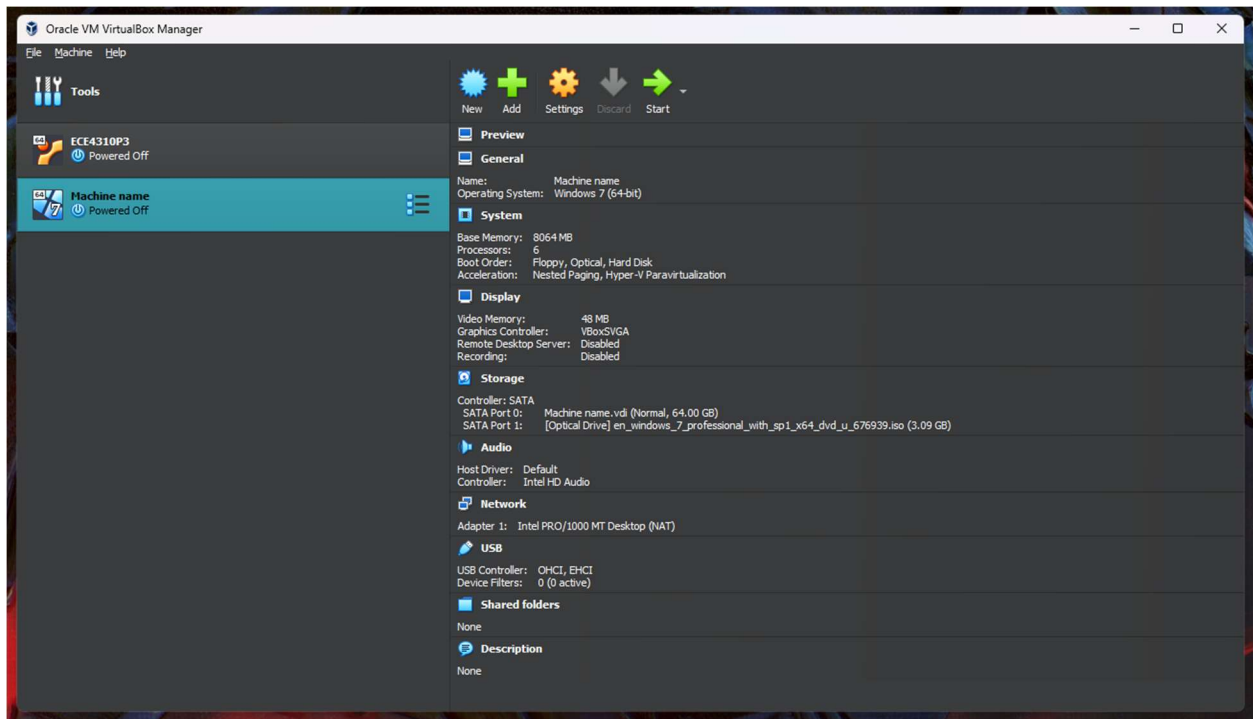 Oracle VM VirtualBox Manager
File Machine Help
Tools
New Add Settings Discard Start
64
ECE4310P3
Powered Off
64
7
Machine name
Powered Off
Preview
General
Name: Machine name
Operating System: Windows 7 (64-bit)
System
Base Memory: 8064 MB
Processors: 6
Boot Order: Floppy, Optical, Hard Disk
Acceleration: Nested Paging, Hyper-V Paravirtualization
Display
Video Memory: 48 MB
Graphics Controller: VBoxSVGA
Remote Desktop Server: Disabled
Recording: Disabled
Storage
Controller: SATA
SATA Port 0: Machine name.vdi (Normal, 64.00 GB)
SATA Port 1: [Optical Drive] en_windows_7_professional_with_sp1_x64_dvd_u_676939.iso (3.09 GB)
Audio
Host Driver: Default
Controller: Intel HD Audio
Network
Adapter 1: Intel PRO/1000 MT Desktop (NAT)
USB
USB Controller: OHCI, EHCI
Device Filters: 0 (0 active)
Shared folders
None
Description
None